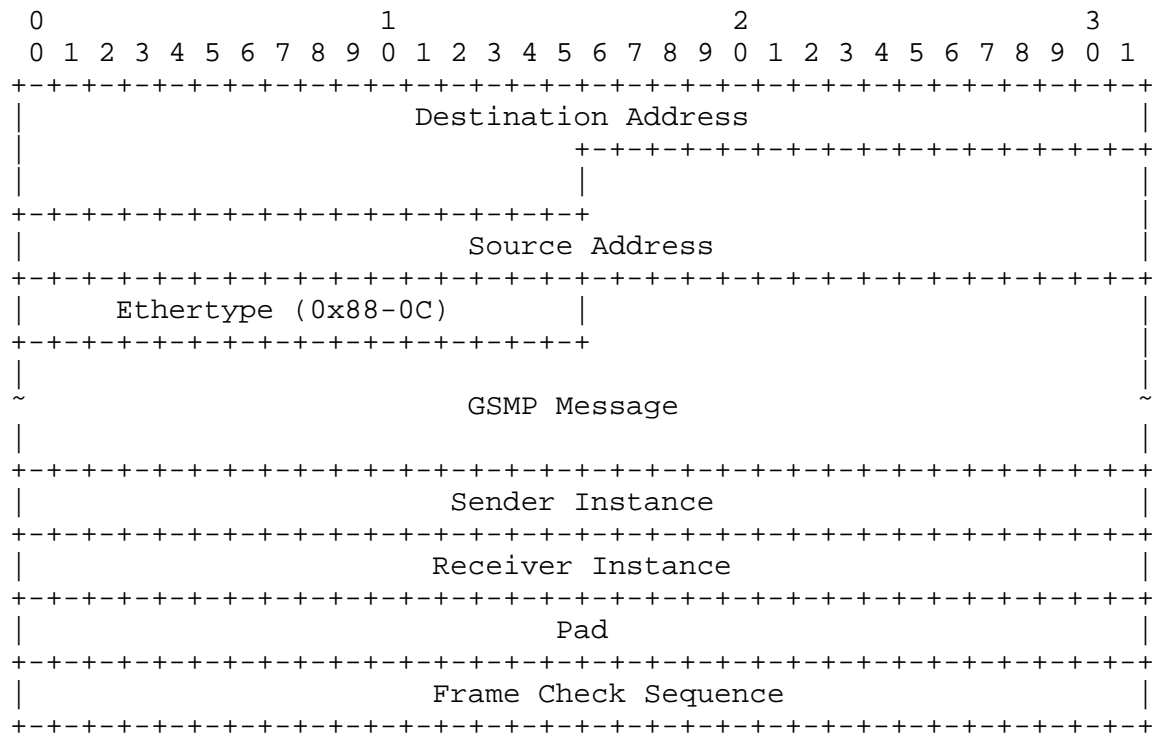 0                   1                   2                   3
 0 1 2 3 4 5 6 7 8 9 0 1 2 3 4 5 6 7 8 9 0 1 2 3 4 5 6 7 8 9 0 1
+-+-+-+-+-+-+-+-+-+-+-+-+-+-+-+-+-+-+-+-+-+-+-+-+-+-+-+-+-+-+-+-+
|                      Destination Address                      |
|                               +-+-+-+-+-+-+-+-+-+-+-+-+-+-+-+-+
|                               |                               |
+-+-+-+-+-+-+-+-+-+-+-+-+-+-+-+-+                               |
|                         Source Address                        |
+-+-+-+-+-+-+-+-+-+-+-+-+-+-+-+-+-+-+-+-+-+-+-+-+-+-+-+-+-+-+-+-+
|     Ethertype (0x88-0C)       |                               |
+-+-+-+-+-+-+-+-+-+-+-+-+-+-+-+-+                               |
|                                                               |
~                         GSMP Message                          ~
|                                                               |
+-+-+-+-+-+-+-+-+-+-+-+-+-+-+-+-+-+-+-+-+-+-+-+-+-+-+-+-+-+-+-+-+
|                        Sender Instance                        |
+-+-+-+-+-+-+-+-+-+-+-+-+-+-+-+-+-+-+-+-+-+-+-+-+-+-+-+-+-+-+-+-+
|                       Receiver Instance                       |
+-+-+-+-+-+-+-+-+-+-+-+-+-+-+-+-+-+-+-+-+-+-+-+-+-+-+-+-+-+-+-+-+
|                              Pad                              |
+-+-+-+-+-+-+-+-+-+-+-+-+-+-+-+-+-+-+-+-+-+-+-+-+-+-+-+-+-+-+-+-+
|                       Frame Check Sequence                    |
+-+-+-+-+-+-+-+-+-+-+-+-+-+-+-+-+-+-+-+-+-+-+-+-+-+-+-+-+-+-+-+-+